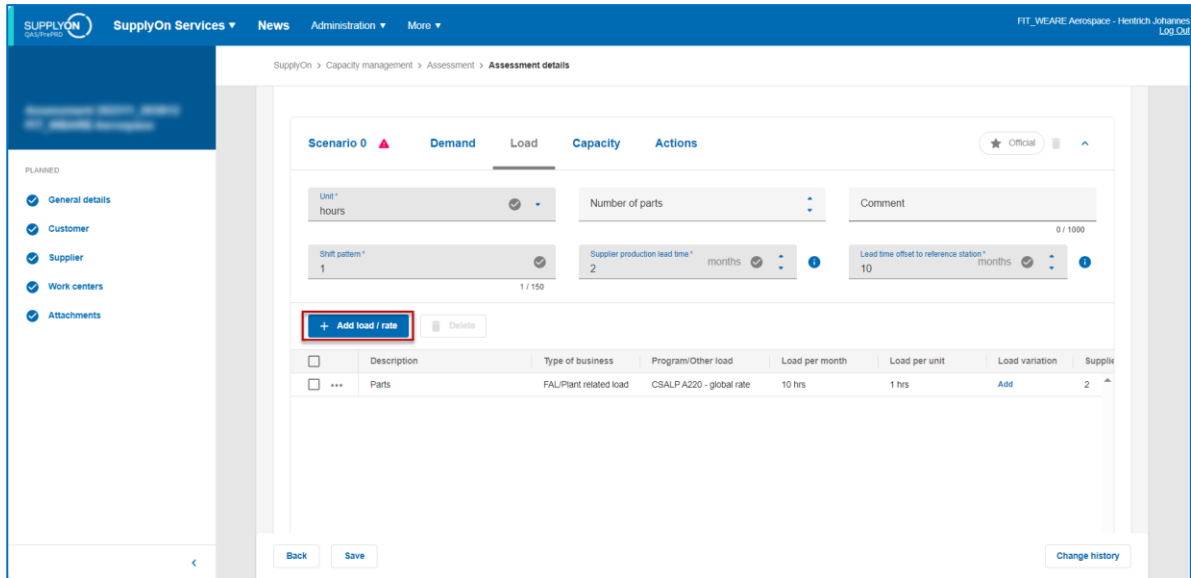 SUPPLYON
QAS/PrePRD
SupplyOn Services ▼ News Administration ▼ More ▼
FIT_WEARE Aerospace - Hentrich Johannes
Log Out
SupplyOn > Capacity management > Assessment > Assessment details
PLANNED
General details
Customer
Supplier
Work centers
Attachments
Scenario 0 Demand Load Capacity Actions Official
Unit*
hours
Number of parts
Comment
0 / 1000
Shift pattern*
1
1 / 150
Supplier production lead time*
2 months
Lead time offset to reference station*
10 months
+ Add load / rate Delete
Description Type of business Program/Other load Load per month Load per unit Load variation Supplie
Parts FAL/Plant related load CSALP A220 - global rate 10 hrs 1 hrs Add 2
Back Save Change history